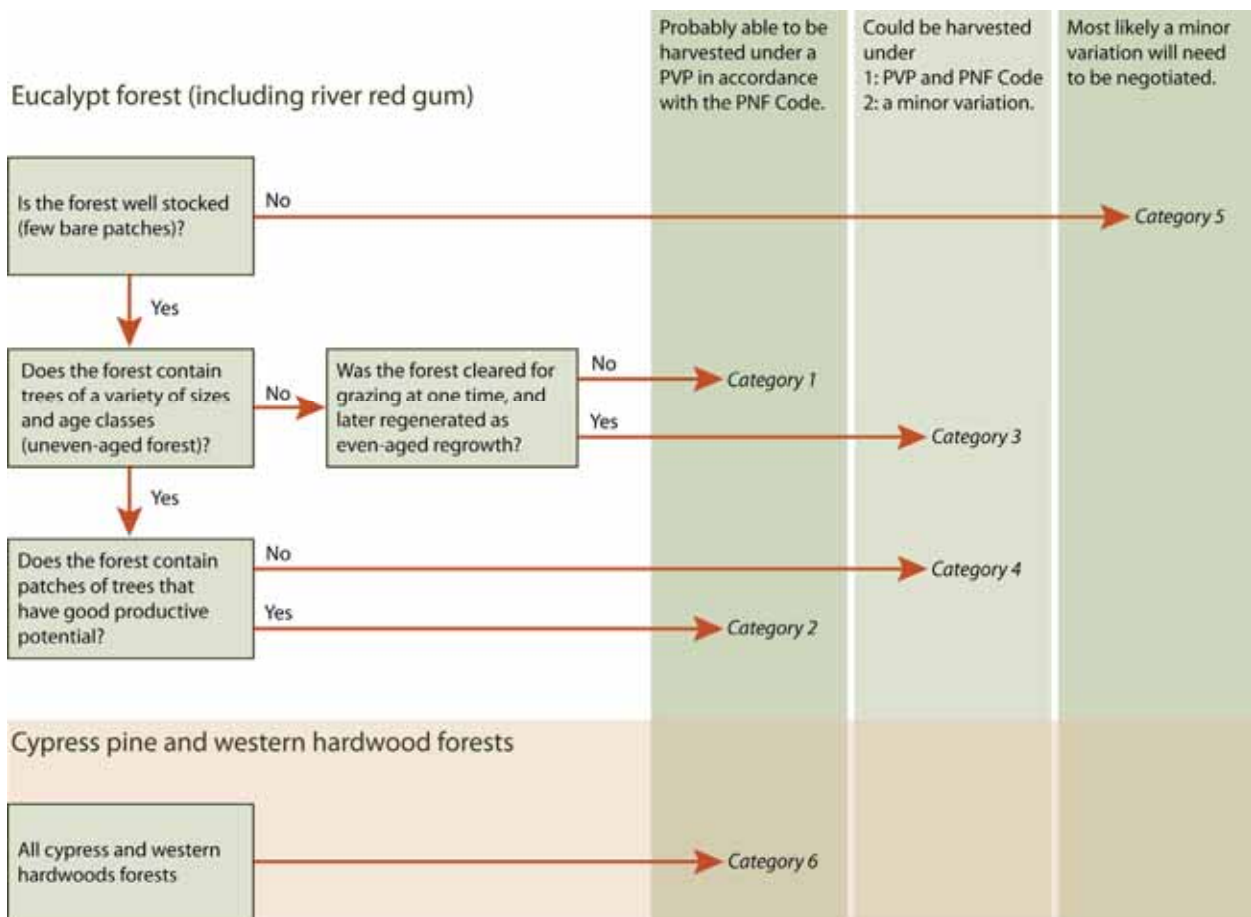 Probably able to be
harvested under a
PVP in accordance
with the PNF Code.
Could be harvested
under
1: PVP and PNF Code
2: a minor variation.
Most likely a minor
variation will need
to be negotiated.
Eucalypt forest (including river red gum)
Is the forest well stocked
(few bare patches)?
No
Category 5
Yes
Does the forest contain
trees of a variety of sizes
and age classes
(uneven-aged forest)?
No
Was the forest cleared for
grazing at one time, and
later regenerated as
even-aged regrowth?
No
Category 1
Yes
Category 3
Yes
Does the forest contain
patches of trees that
have good productive
potential?
No
Category 4
Yes
Category 2
Cypress pine and western hardwood forests
All cypress and western
hardwoods forests
Category 6